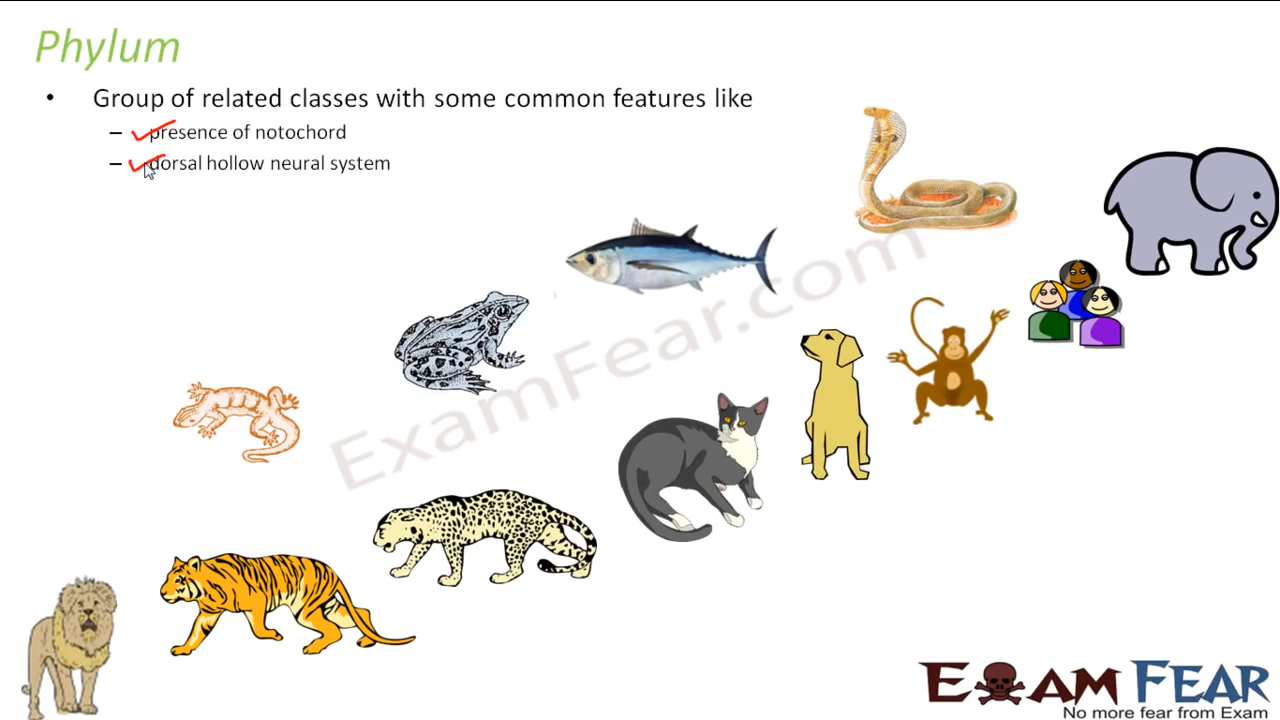 Phylum
• Group of related classes with some common features like
– presence of notochord
– dorsal hollow neural system
ExamFear.com
EXAM FEAR
No more fear from Exam